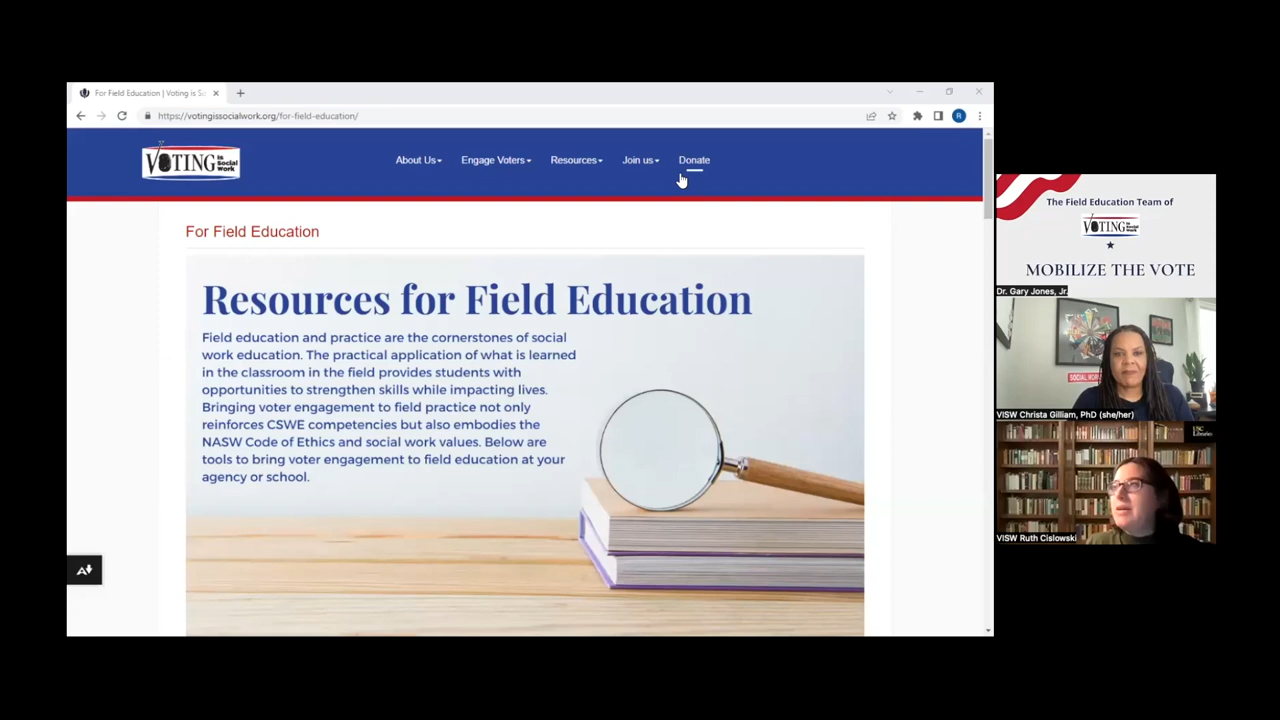 For Field Education | Voting is So
https://votingissocialwork.org/for-field-education/
R
VOTING is Social Work
About Us
Engage Voters
Resources
Join us
Donate
For Field Education
Resources for Field Education
Field education and practice are the cornerstones of social
work education. The practical application of what is learned
in the classroom in the field provides students with
opportunities to strengthen skills while impacting lives.
Bringing voter engagement to field practice not only
reinforces CSWE competencies but also embodies the
NASW Code of Ethics and social work values. Below are
tools to bring voter engagement to field education at your
agency or school.
A
The Field Education Team of
VOTING is Social Work
MOBILIZE THE VOTE
Dr. Gary Jones, Jr.
SOCIAL WOR
VISW Christa Gilliam, PhD (she/her)
USC
Libraries
VISW Ruth Cislowski